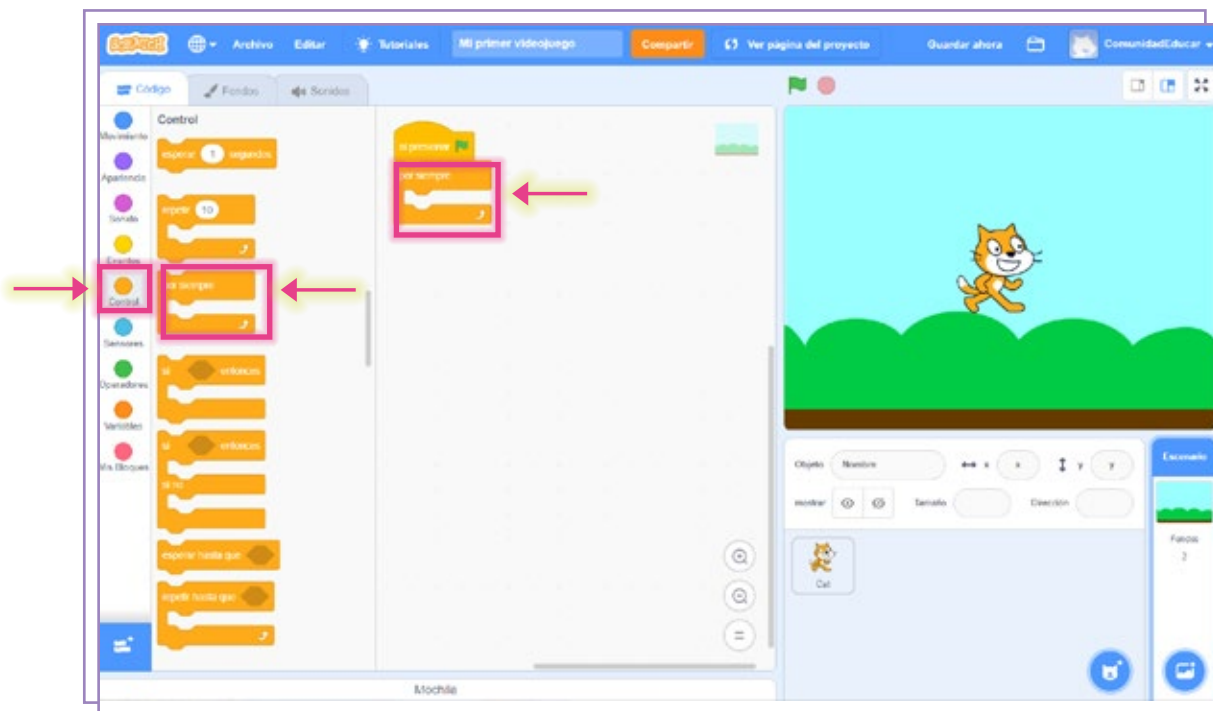 SCRATCH
Archivo Editar Tutoriales Mi primer videojuego Compartir Ver página del proyecto Guardar ahora ComunidadEducar
Código Fondos Sonidos
Movimiento
Apariencia
Sonido
Eventos
Control
Sensores
Operadores
Variables
Mis Bloques
Control
esperar 1 segundos
repetir 10
por siempre
si entonces
si entonces
si no
esperar hasta que
repetir hasta que
al presionar
por siempre
Objeto Nombre x x y y
mostrar Tamaño Dirección
Cat
Escenario
Fondos
2
Mochila